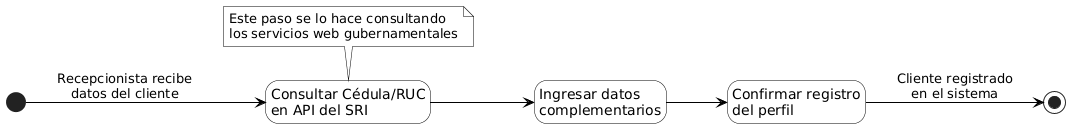 Este paso se lo hace consultando
los servicios web gubernamentales
Recepcionista recibe
datos del cliente
Consultar Cédula/RUC
en API del SRI
Ingresar datos
complementarios
Confirmar registro
del perfil
Cliente registrado
en el sistema